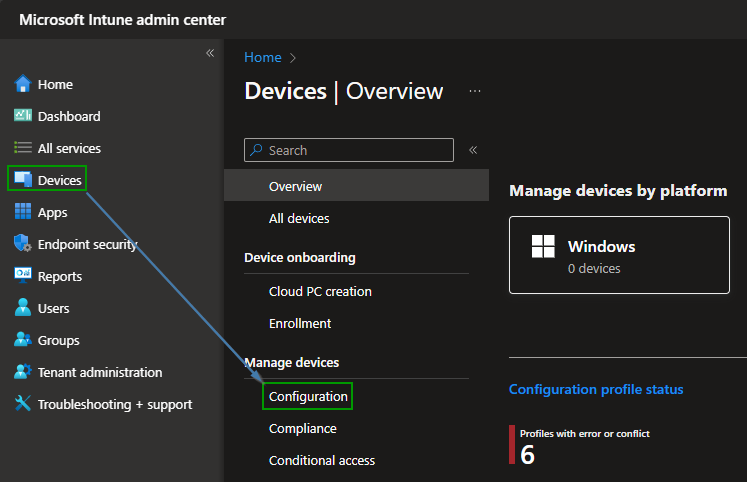 Microsoft Intune admin center
«
Home
Dashboard
All services
Devices
Apps
Endpoint security
Reports
Users
Groups
Tenant administration
Troubleshooting + support
Home >
Devices | Overview ...
Search «
Overview
All devices
Device onboarding
Cloud PC creation
Enrollment
Manage devices
Configuration
Compliance
Conditional access
Manage devices by platform
Windows
0 devices
Configuration profile status
Profiles with error or conflict
6